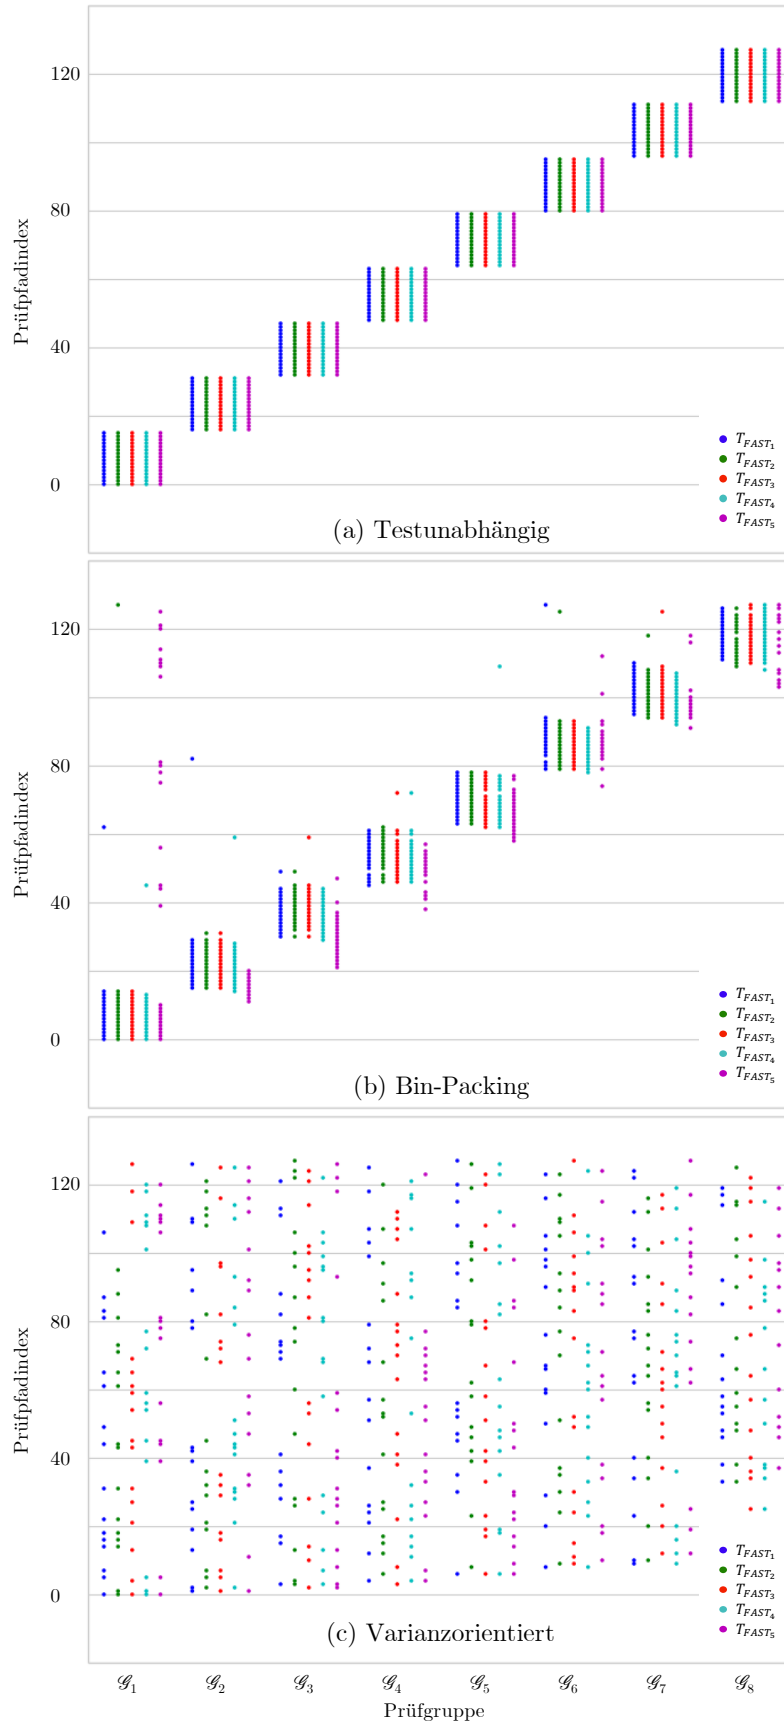 120
80
40
0
Prüfpfadindex
T_FAST₁
T_FAST₂
T_FAST₃
T_FAST₄
T_FAST₅
(a) Testunabhängig
120
80
40
0
Prüfpfadindex
T_FAST₁
T_FAST₂
T_FAST₃
T_FAST₄
T_FAST₅
(b) Bin-Packing
120
80
40
0
Prüfpfadindex
T_FAST₁
T_FAST₂
T_FAST₃
T_FAST₄
T_FAST₅
(c) Varianzorientiert
𝒢₁ 𝒢₂ 𝒢₃ 𝒢₄ 𝒢₅ 𝒢₆ 𝒢₇ 𝒢₈
Prüfgruppe